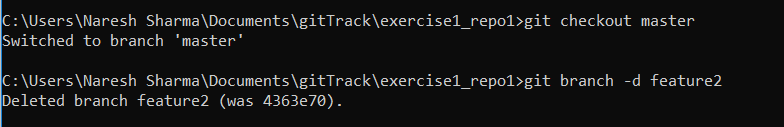 C:\Users\Naresh Sharma\Documents\gitTrack\exercise1_repo1>git checkout master
Switched to branch 'master'
C:\Users\Naresh Sharma\Documents\gitTrack\exercise1_repo1>git branch -d feature2
Deleted branch feature2 (was 4363e70).